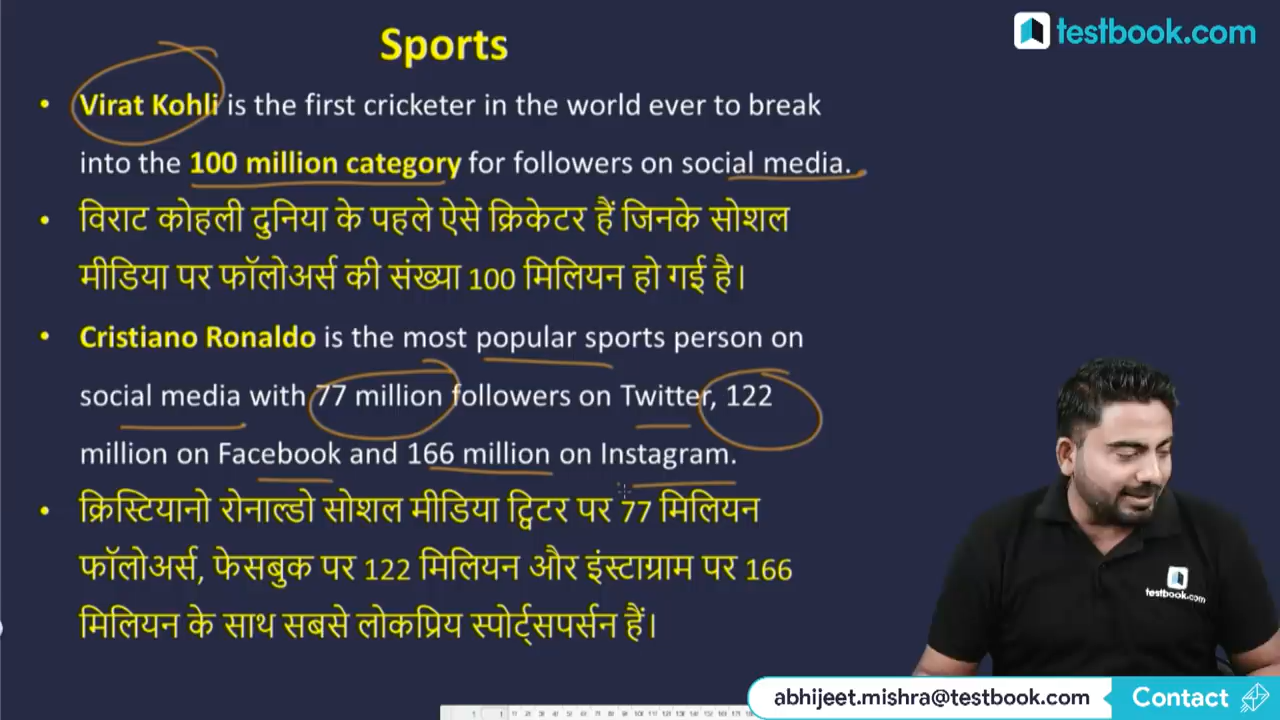 Sports
testbook.com
• Virat Kohli is the first cricketer in the world ever to break
into the 100 million category for followers on social media.
• विराट कोहली दुनिया के पहले ऐसे क्रिकेटर हैं जिनके सोशल
मीडिया पर फॉलोअर्स की संख्या 100 मिलियन हो गई है।
• Cristiano Ronaldo is the most popular sports person on
social media with 77 million followers on Twitter, 122
million on Facebook and 166 million on Instagram.
• क्रिस्टियानो रोनाल्डो सोशल मीडिया ट्विटर पर 77 मिलियन
फॉलोअर्स, फेसबुक पर 122 मिलियन और इंस्टाग्राम पर 166
मिलियन के साथ सबसे लोकप्रिय स्पोर्ट्सपर्सन हैं।
testbook.com
abhijeet.mishra@testbook.com Contact